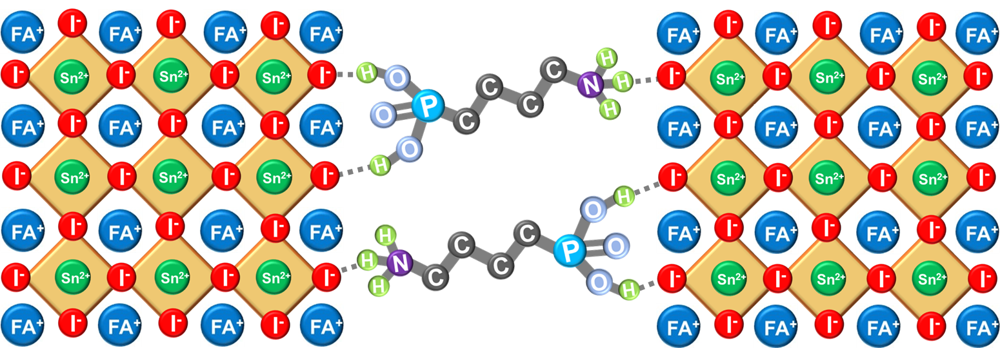 FA⁺ I⁻ FA⁺ I⁻ FA⁺ I⁻ FA⁺
I⁻ Sn²⁺ I⁻ Sn²⁺ I⁻ Sn²⁺ I⁻
FA⁺ I⁻ FA⁺ I⁻ FA⁺ I⁻ FA⁺
I⁻ Sn²⁺ I⁻ Sn²⁺ I⁻ Sn²⁺ I⁻
FA⁺ I⁻ FA⁺ I⁻ FA⁺ I⁻ FA⁺
I⁻ Sn²⁺ I⁻ Sn²⁺ I⁻ Sn²⁺ I⁻
FA⁺ I⁻ FA⁺ I⁻ FA⁺ I⁻ FA⁺
H O
O P C C C C N H H H
H O
H H H N C C C C P O
O H
O H
FA⁺ I⁻ FA⁺ I⁻ FA⁺ I⁻ FA⁺
I⁻ Sn²⁺ I⁻ Sn²⁺ I⁻ Sn²⁺ I⁻
FA⁺ I⁻ FA⁺ I⁻ FA⁺ I⁻ FA⁺
I⁻ Sn²⁺ I⁻ Sn²⁺ I⁻ Sn²⁺ I⁻
FA⁺ I⁻ FA⁺ I⁻ FA⁺ I⁻ FA⁺
I⁻ Sn²⁺ I⁻ Sn²⁺ I⁻ Sn²⁺ I⁻
FA⁺ I⁻ FA⁺ I⁻ FA⁺ I⁻ FA⁺